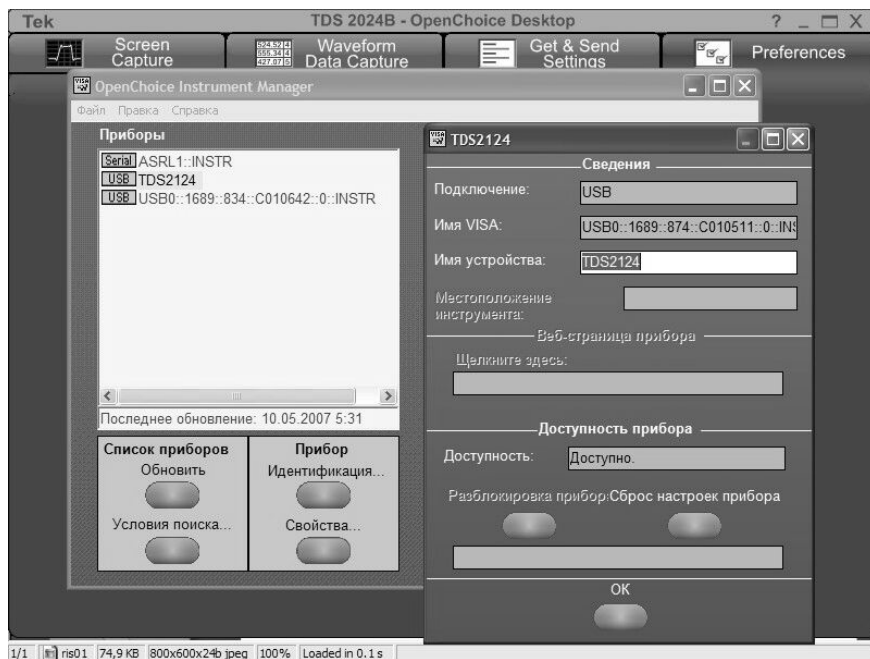 Tek
TDS 2024B - OpenChoice Desktop
? _ X
Screen Capture
Waveform Data Capture
Get & Send Settings
Preferences
OpenChoice Instrument Manager
Файл Правка Справка
Приборы
Serial ASRL1::INSTR
USB TDS2124
USB USB0::1689::834::C010642::0::INSTR
Последнее обновление: 10.05.2007 5:31
Список приборов
Обновить
Условия поиска...
Прибор
Идентификация...
Свойства...
TDS2124
Сведения
Подключение:
USB
Имя VISA:
USB0::1689::874::C010511::0::INS
Имя устройства:
TDS2124
Местоположение
инструмента:
Веб-страница прибора
Щелкните здесь:
Доступность прибора
Доступность:
Доступно.
Разблокировка прибор
Сброс настроек прибора
OK
1/1 ris01 74,9 KB 800x600x24b jpeg 100% Loaded in 0.1 s